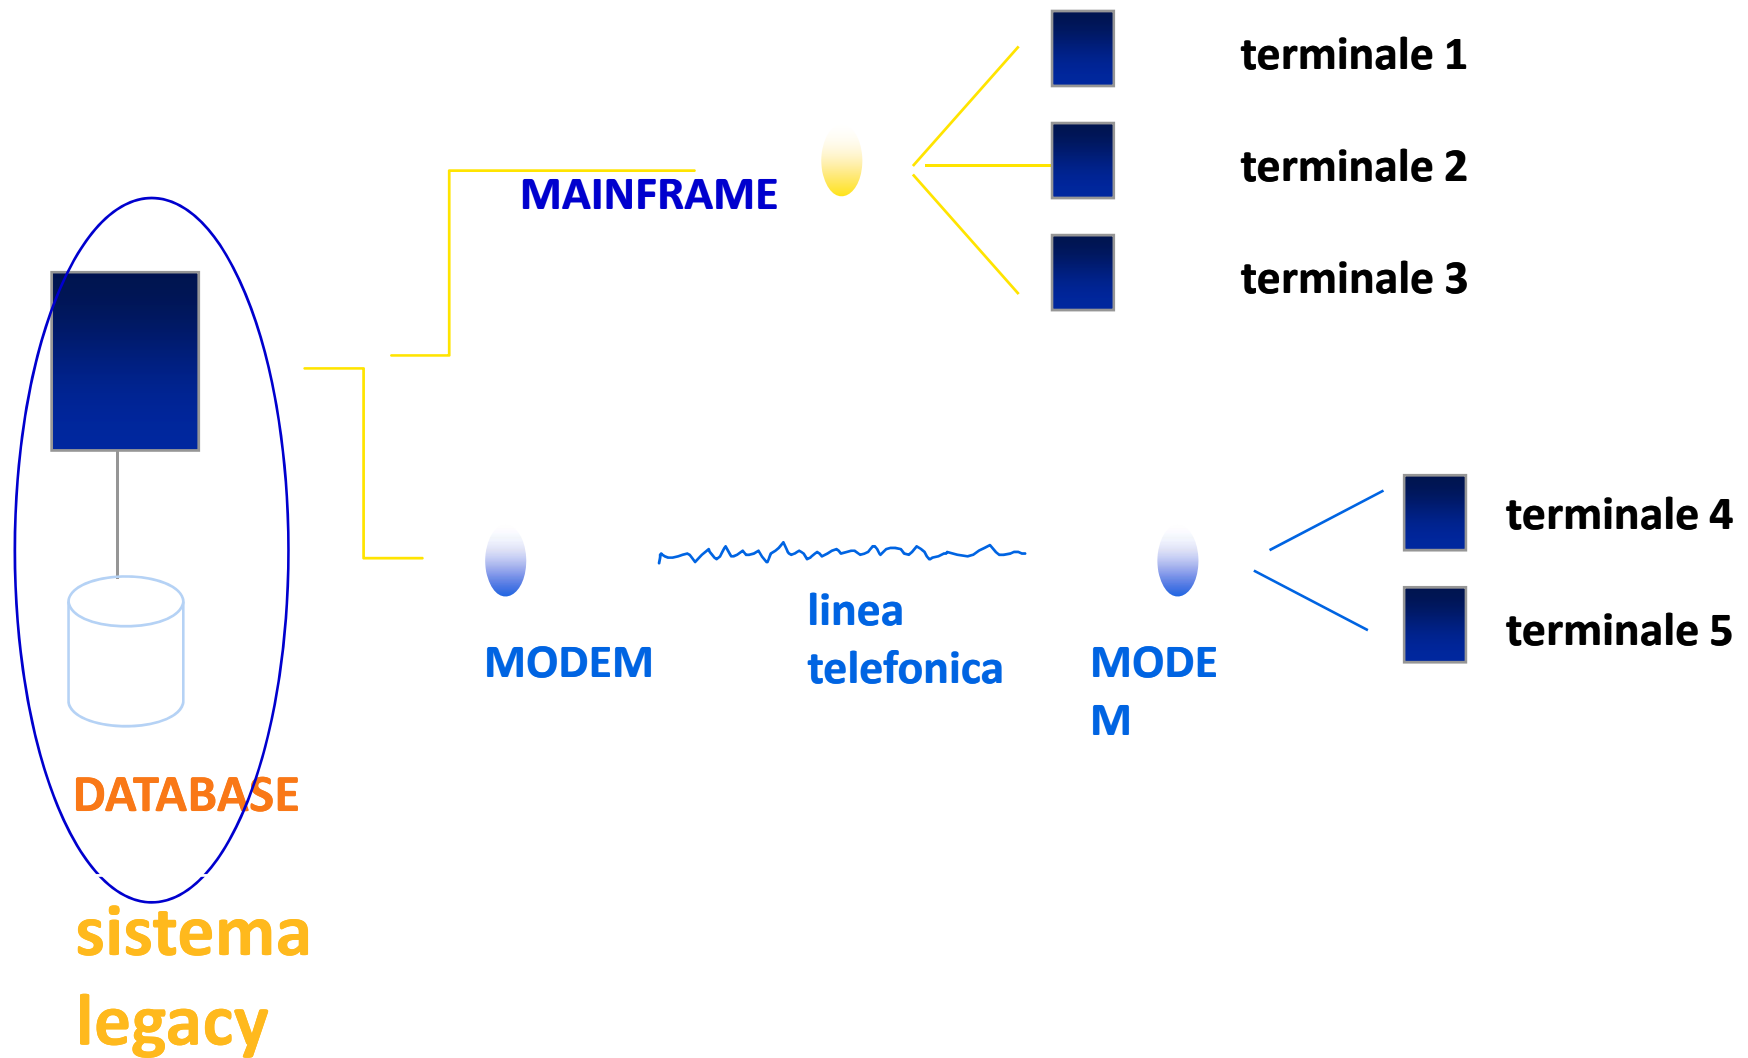 terminale 1
terminale 2
MAINFRAME
terminale 3
terminale 4
linea
telefonica
terminale 5
MODEM
MODE
M
DATABASE
sistema
legacy